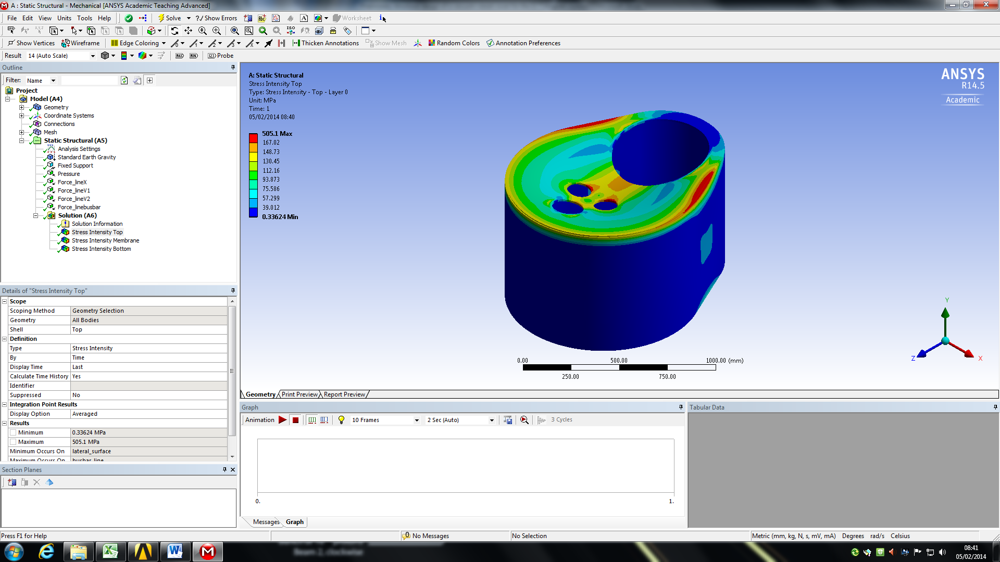 A : Static Structural - Mechanical [ANSYS Academic Teaching Advanced]
File Edit View Units Tools Help Solve ?/ Show Errors Worksheet
Show Vertices Wireframe Edge Coloring Thicken Annotations Show Mesh Random Colors Annotation Preferences
Result 14 (Auto Scale) MAX MIN Probe
Outline
Filter: Name
Project
Model (A4)
Geometry
Coordinate Systems
Connections
Mesh
Static Structural (A5)
Analysis Settings
Standard Earth Gravity
Fixed Support
Pressure
Force_lineX
Force_lineV1
Force_lineV2
Force_linebusbar
Solution (A6)
Solution Information
Stress Intensity Top
Stress Intensity Membrane
Stress Intensity Bottom
Details of "Stress Intensity Top"
Scope
Scoping Method Geometry Selection
Geometry All Bodies
Shell Top
Definition
Type Stress Intensity
By Time
Display Time Last
Calculate Time History Yes
Identifier
Suppressed No
Integration Point Results
Display Option Averaged
Results
Minimum 0.33624 MPa
Maximum 505.1 MPa
Minimum Occurs On lateral_surface
Maximum Occurs On busbar_line
Section Planes
A: Static Structural
Stress Intensity Top
Type: Stress Intensity - Top - Layer 0
Unit: MPa
Time: 1
05/02/2014 08:40
505.1 Max
167.02
148.73
130.45
112.16
93.873
75.586
57.299
39.012
0.33624 Min
ANSYS
R14.5
Academic
Y
Z
X
0.00 500.00 1000.00 (mm)
250.00 750.00
Geometry Print Preview Report Preview
Graph
Animation 10 Frames 2 Sec (Auto) 3 Cycles
0. 1.
Messages Graph
Tabular Data
Press F1 for Help 0 No Messages No Selection Metric (mm, kg, N, s, mV, mA) Degrees rad/s Celsius
Beam 2, clockwise
08:41
05/02/2014